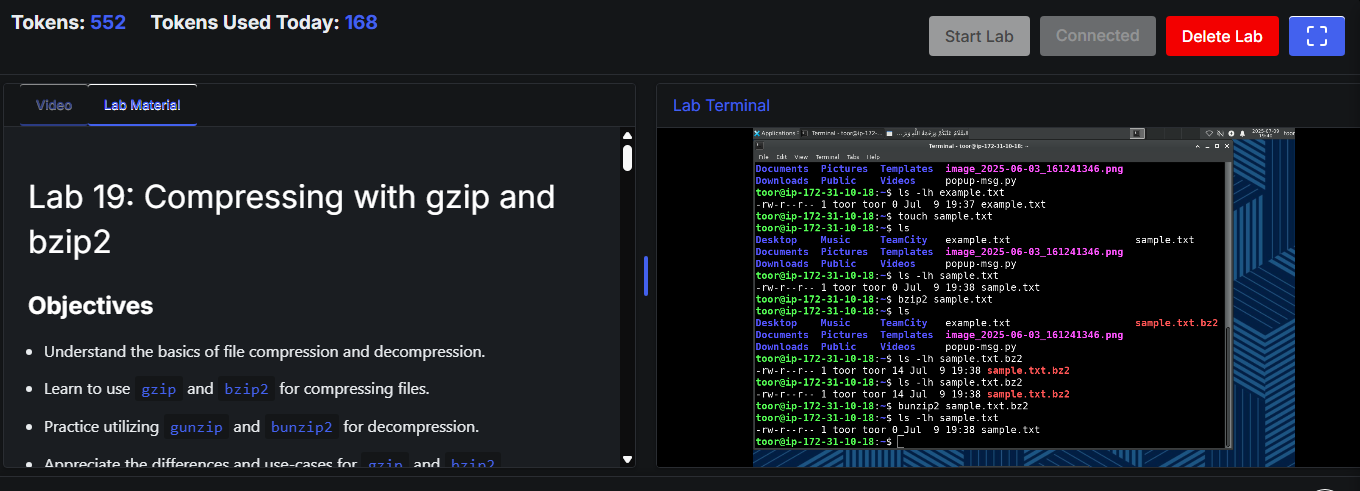 Tokens: 552 Tokens Used Today: 168
Start Lab Connected Delete Lab
Video Lab Material
Lab 19: Compressing with gzip and
bzip2
Objectives
Understand the basics of file compression and decompression.
Learn to use gzip and bzip2 for compressing files.
Practice utilizing gunzip and bunzip2 for decompression.
Appreciate the differences and use-cases for gzip and bzip2
Lab Terminal
Applications Terminal - toor@ip-172-...
2025-07-09
19:40 toor
Terminal - toor@ip-172-31-10-18: ~
File Edit View Terminal Tabs Help
Documents Pictures Templates image_2025-06-03_161241346.png
Downloads Public Videos popup-msg.py
toor@ip-172-31-10-18:~$ ls -lh example.txt
-rw-r--r-- 1 toor toor 0 Jul 9 19:37 example.txt
toor@ip-172-31-10-18:~$ touch sample.txt
toor@ip-172-31-10-18:~$ ls
Desktop Music TeamCity example.txt sample.txt
Documents Pictures Templates image_2025-06-03_161241346.png
Downloads Public Videos popup-msg.py
toor@ip-172-31-10-18:~$ ls -lh sample.txt
-rw-r--r-- 1 toor toor 0 Jul 9 19:38 sample.txt
toor@ip-172-31-10-18:~$ bzip2 sample.txt
toor@ip-172-31-10-18:~$ ls
Desktop Music TeamCity example.txt sample.txt.bz2
Documents Pictures Templates image_2025-06-03_161241346.png
Downloads Public Videos popup-msg.py
toor@ip-172-31-10-18:~$ ls -lh sample.txt.bz2
-rw-r--r-- 1 toor toor 14 Jul 9 19:38 sample.txt.bz2
toor@ip-172-31-10-18:~$ ls -lh sample.txt.bz2
-rw-r--r-- 1 toor toor 14 Jul 9 19:38 sample.txt.bz2
toor@ip-172-31-10-18:~$ bunzip2 sample.txt.bz2
toor@ip-172-31-10-18:~$ ls -lh sample.txt
-rw-r--r-- 1 toor toor 0 Jul 9 19:38 sample.txt
toor@ip-172-31-10-18:~$